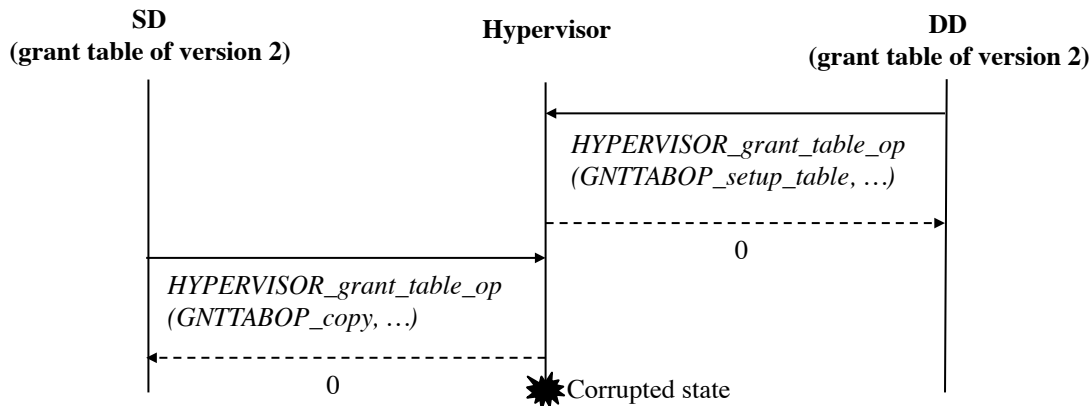 SD
(grant table of version 2)
Hypervisor
DD
(grant table of version 2)
HYPERVISOR_grant_table_op
(GNTTABOP_setup_table, …)
0
HYPERVISOR_grant_table_op
(GNTTABOP_copy, …)
0
Corrupted state